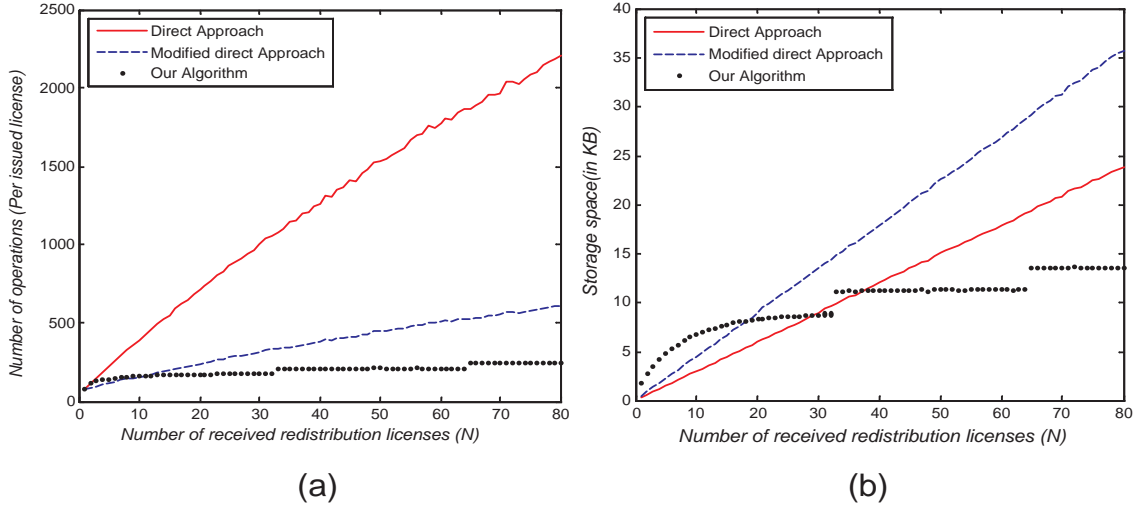 2500
2000
1500
1000
500
0
0
10
20
30
40
50
60
70
80
Number of operations (Per issued license)
Number of received redistribution licenses (N)
Direct Approach
Modified direct Approach
Our Algorithm
(a)
40
35
30
25
20
15
10
5
0
0
10
20
30
40
50
60
70
80
Storage space(in KB)
Number of received redistribution licenses (N)
Direct Approach
Modified direct Approach
Our Algorithm
(b)